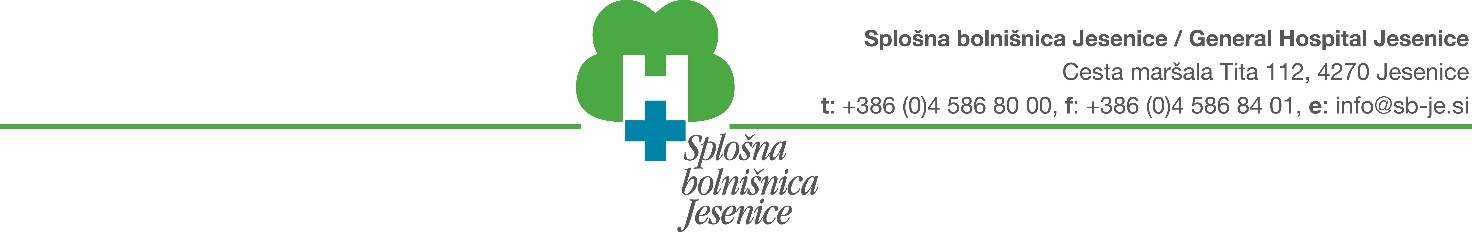 Splošna bolnišnica Jesenice / General Hospital Jesenice
Cesta maršala Tita 112, 4270 Jesenice
t: +386 (0)4 586 80 00, f: +386 (0)4 586 84 01, e: info@sb-je.si
H
Splošna
bolnišnica
Jesenice